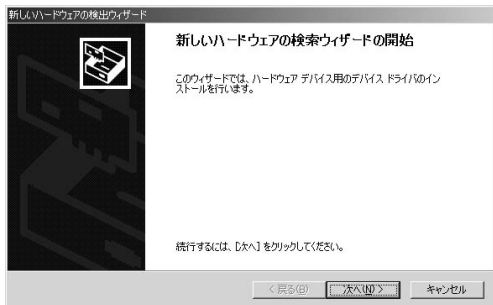 新しいハードウェアの検出ウィザード
新しいハードウェアの検索ウィザードの開始
このウィザードでは、ハードウェア デバイス用のデバイス ドライバのイン
ストールを行います。
続行するには、[次へ] をクリックしてください。
< 戻る(B)
次へ(N) >
キャンセル